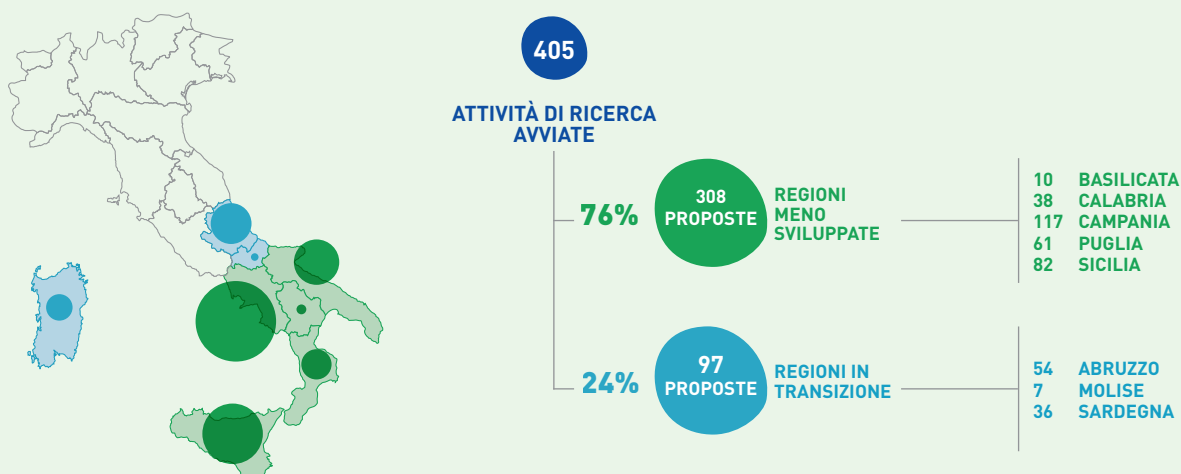 405
ATTIVITÀ DI RICERCA
AVVIATE
76%
308
PROPOSTE
REGIONI
MENO
SVILUPPATE
10 BASILICATA
38 CALABRIA
117 CAMPANIA
61 PUGLIA
82 SICILIA
24%
97
PROPOSTE
REGIONI IN
TRANSIZIONE
54 ABRUZZO
7 MOLISE
36 SARDEGNA